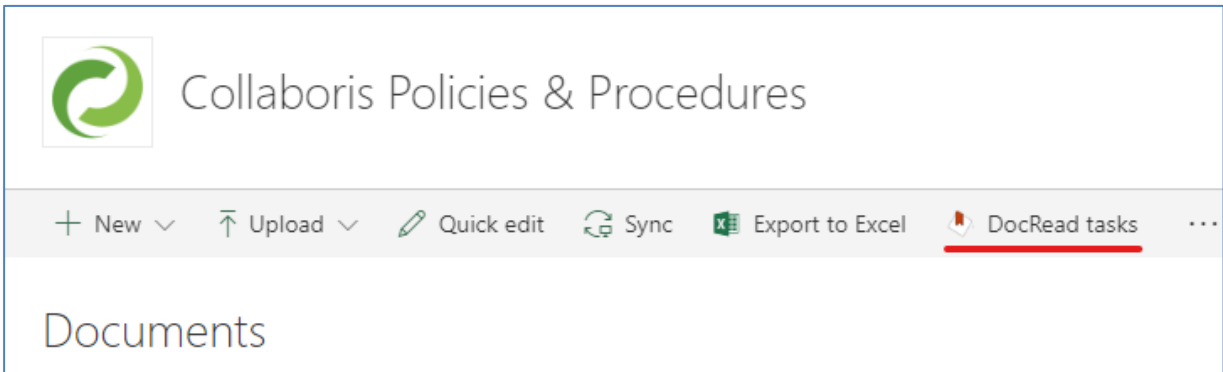 Collaboris Policies & Procedures
New Upload Quick edit Sync Export to Excel DocRead tasks ...
Documents